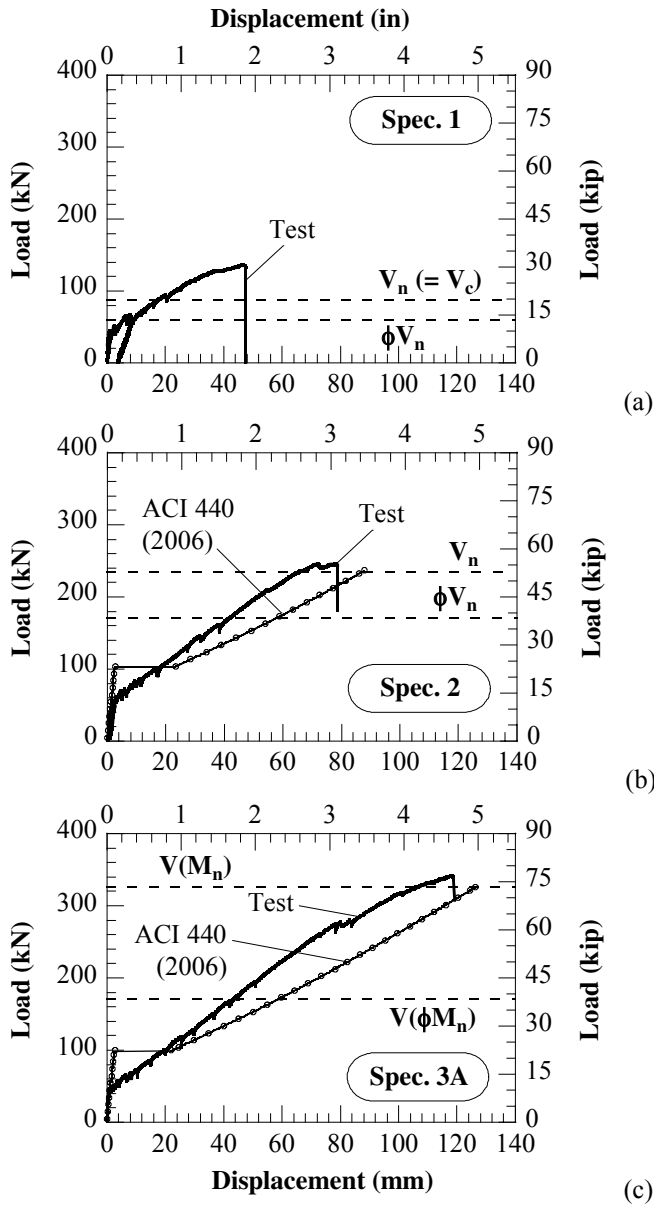 Displacement (in)
0 1 2 3 4 5
400 90
Spec. 1
300 75
60
Load (kN) Load (kip)
200 Test 45
V_n (= V_c) 30
100 15
ϕV_n
0 0
0 20 40 60 80 100 120 140
(a)
0 1 2 3 4 5
400 90
ACI 440
(2006) Test 75
300
V_n 60
Load (kN) Load (kip)
200 ϕV_n 45
30
100 Spec. 2 15
0 0
0 20 40 60 80 100 120 140
(b)
0 1 2 3 4 5
400 90
V(M_n) 75
300 Test
ACI 440 60
(2006)
Load (kN) Load (kip)
200 45
V(ϕM_n) 30
100 Spec. 3A 15
0 0
0 20 40 60 80 100 120 140
Displacement (mm)
(c)